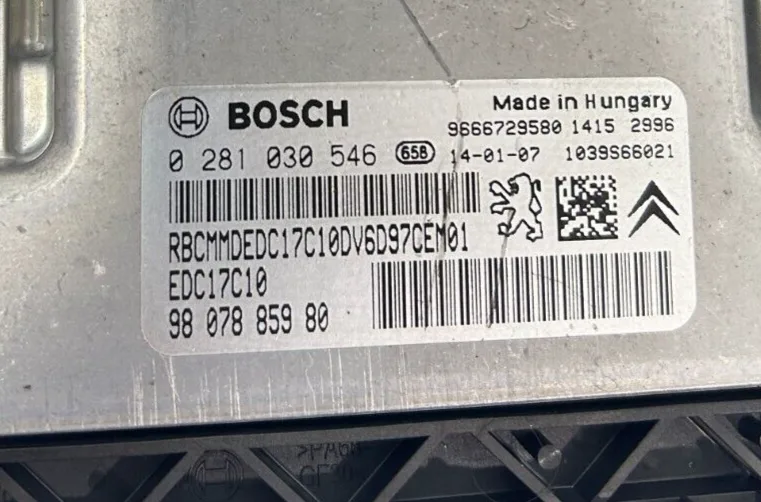 BOSCH
Made in Hungary
9666729580 1415 2996
0 281 030 546 65B 14-01-07 1039S66021
RBCMMDEDC17C10DV6D97CEM01
EDC17C10
98 078 859 80